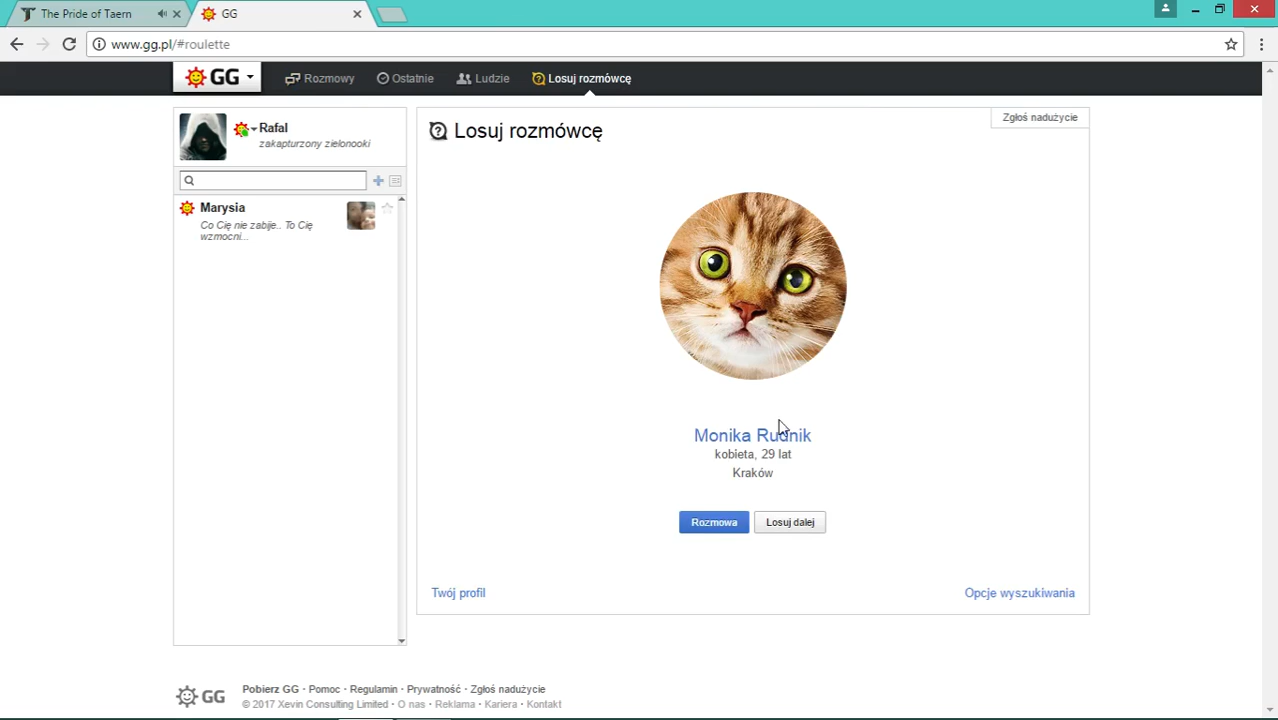 The Pride of Taern
GG
www.gg.pl/#roulette
GG
Rozmowy
Ostatnie
Ludzie
Losuj rozmówcę
Rafal
zakapturzony zielonooki
Marysia
Co Cię nie zabije.. To Cię
wzmocni...
Losuj rozmówcę
Zgłoś nadużycie
Monika Rudnik
kobieta, 29 lat
Kraków
Rozmowa
Losuj dalej
Twój profil
Opcje wyszukiwania
GG
Pobierz GG · Pomoc · Regulamin · Prywatność · Zgłoś nadużycie
© 2017 Xevin Consulting Limited · O nas · Reklama · Kariera · Kontakt